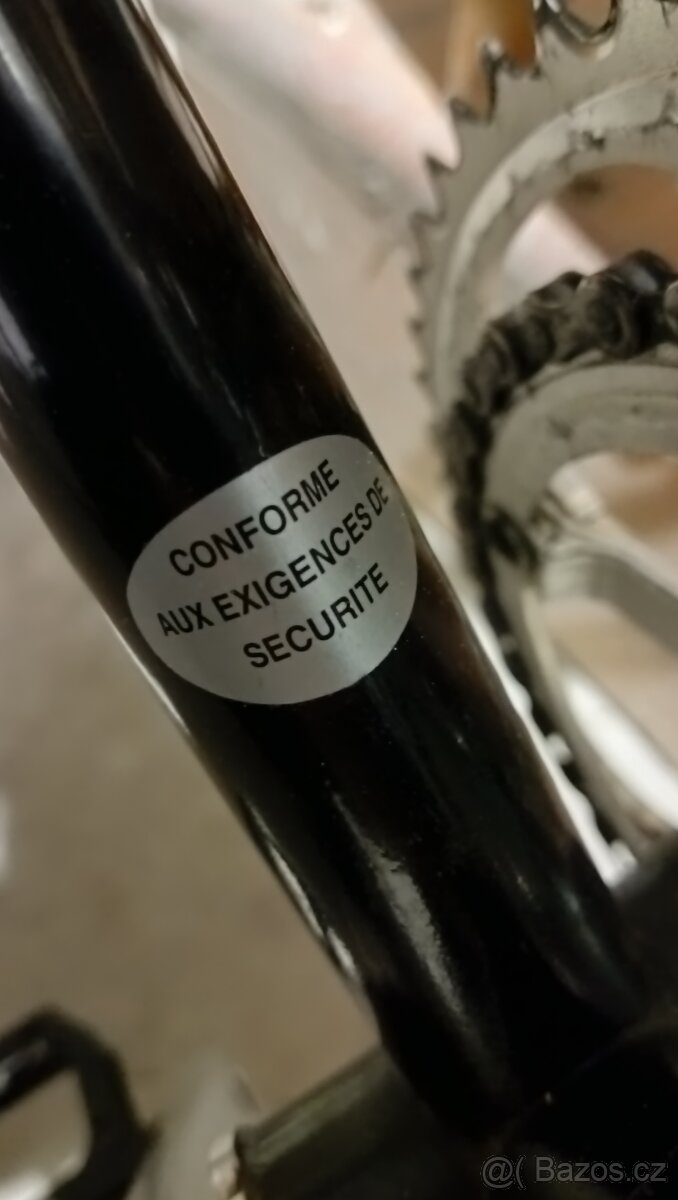 CONFORME
AUX EXIGENCES DE
SECURITE
@( Bazos.cz